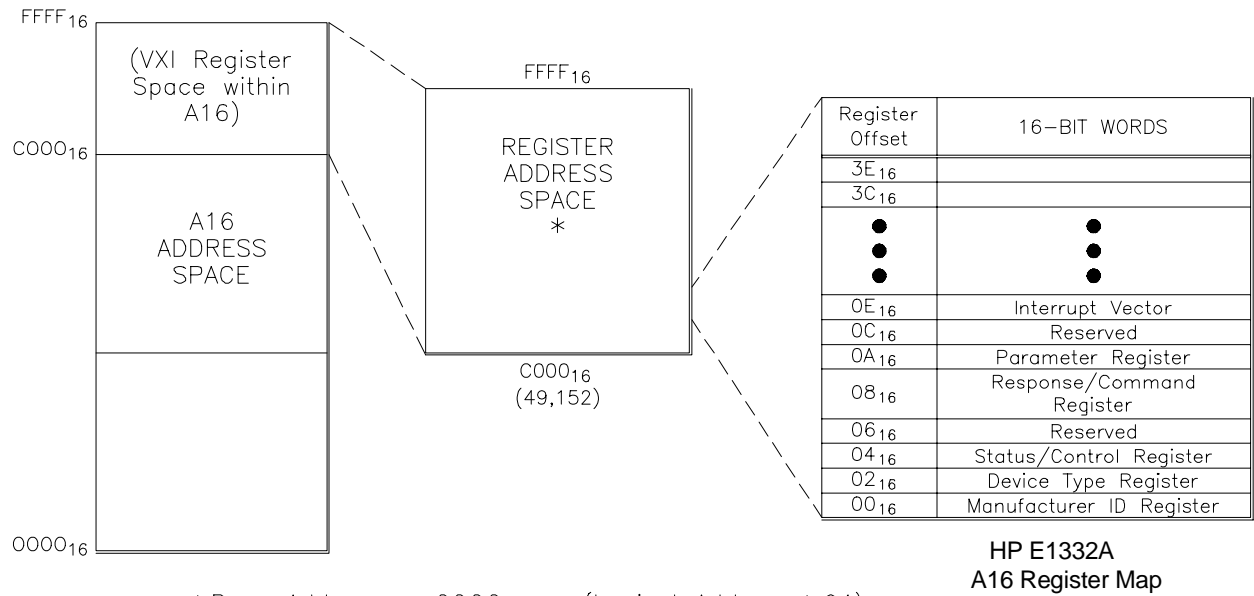 FFFF16
(VXI Register
Space within
A16)
C00016
A16
ADDRESS
SPACE
000016
FFFF16
REGISTER
ADDRESS
SPACE
*
C00016
(49,152)
Register Offset 16-BIT WORDS
3E16
3C16
0E16 Interrupt Vector
0C16 Reserved
0A16 Parameter Register
0816 Response/Command Register
0616 Reserved
0416 Status/Control Register
0216 Device Type Register
0016 Manufacturer ID Register
HP E1332A
A16 Register Map